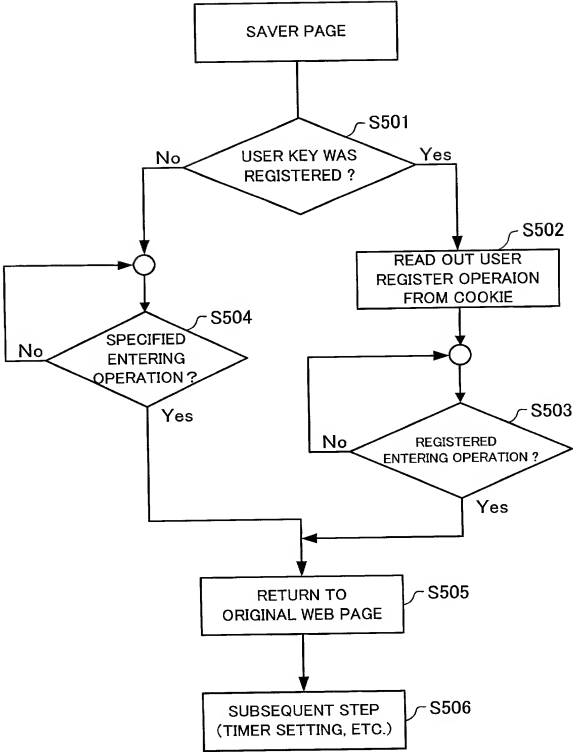 SAVER PAGE
S501
USER KEY WAS
REGISTERED ?
No
Yes
S502
READ OUT USER
REGISTER OPERAION
FROM COOKIE
S504
SPECIFIED
ENTERING
OPERATION ?
No
Yes
S503
REGISTERED
ENTERING OPERATION ?
No
Yes
S505
RETURN TO
ORIGINAL WEB PAGE
S506
SUBSEQUENT STEP
(TIMER SETTING, ETC.)